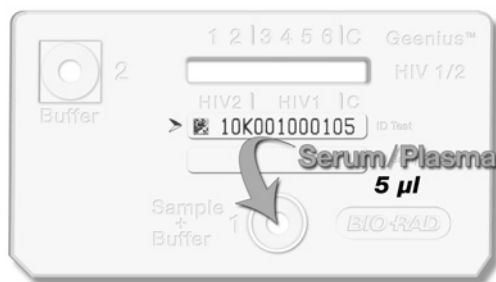 1 2 3 4 5 6 C Geenius™
2
HIV 1/2
HIV2 HIV1 C
Buffer
➤ 10K001000105 ID Test
Serum/Plasma
5 µl
Sample
+
Buffer
1
BIO-RAD